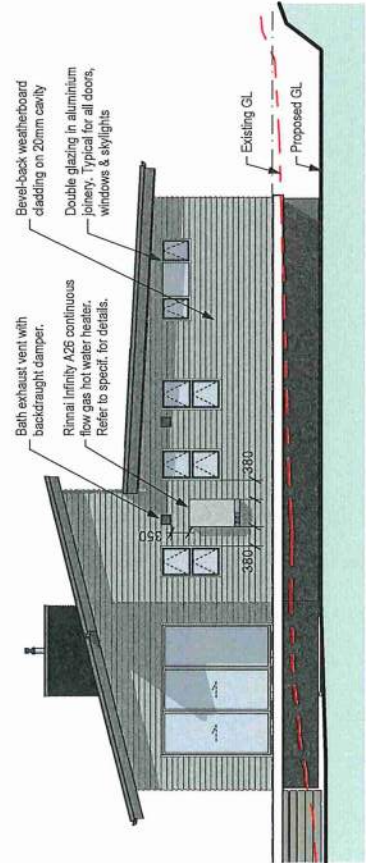 Bath exhaust vent with
backdraught damper.
Rinnai Infinity A26 continuous
flow gas hot water heater.
Refer to specif. for details.
Bevel-back weatherboard
cladding on 20mm cavity
Double glazing in aluminium
joinery. Typical for all doors,
windows & skylights
350
380
380
Existing GL
Proposed GL